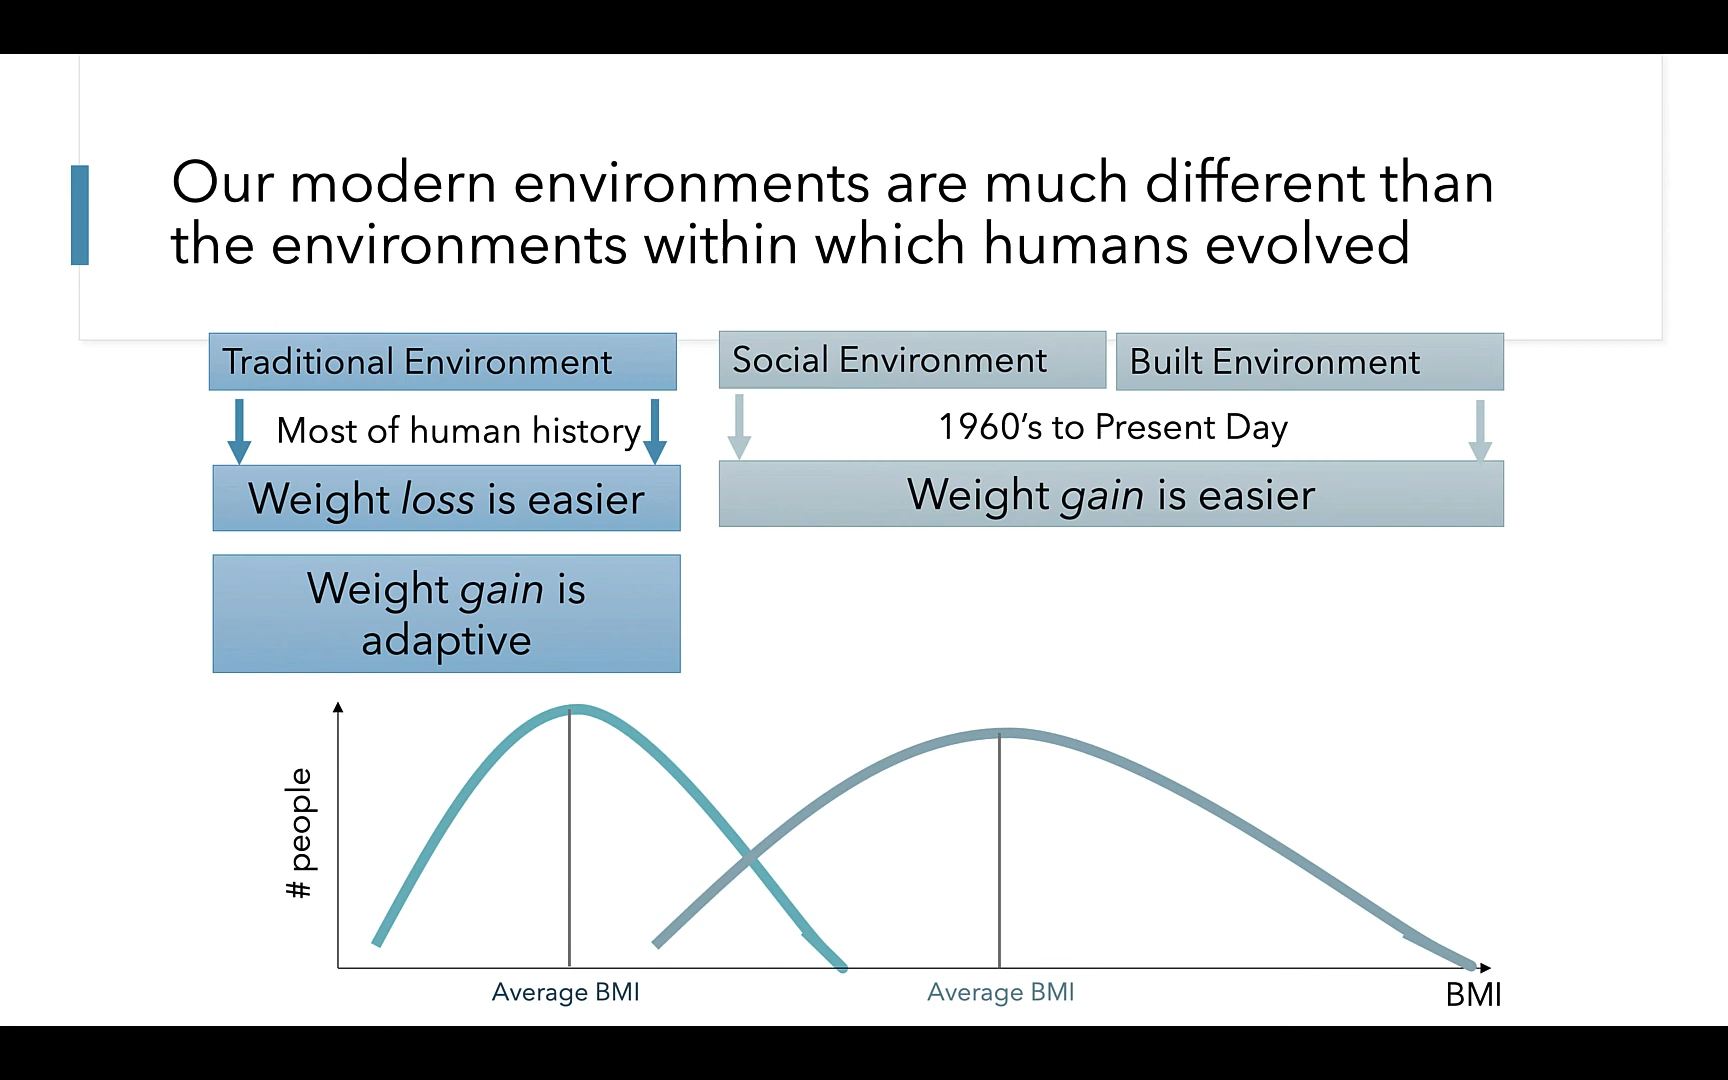 Our modern environments are much different than
the environments within which humans evolved
Traditional Environment
Most of human history
Weight loss is easier
Weight gain is
adaptive
Social Environment
Built Environment
1960’s to Present Day
Weight gain is easier
# people
Average BMI
Average BMI
BMI